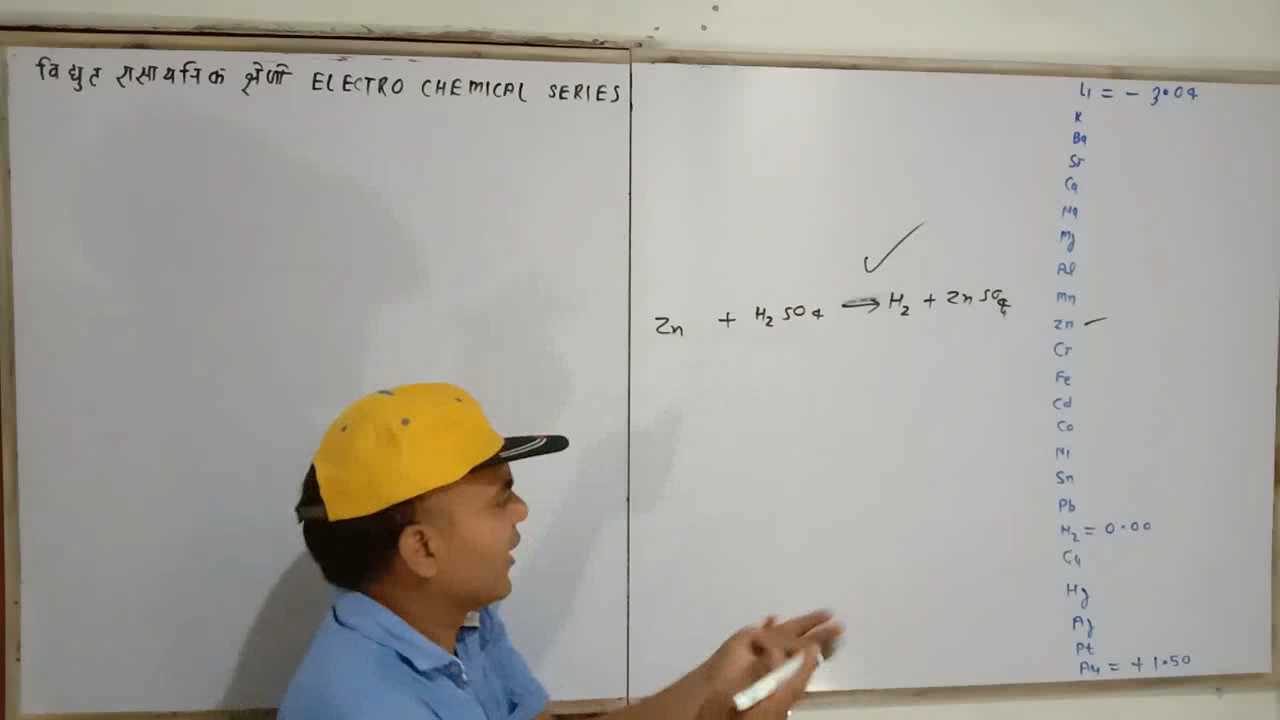 विद्युत रासायनिक श्रेणी ELECTRO CHEMICAL SERIES
Zn + H₂SO₄ → H₂ + ZnSO₄
Li = - 3.04
K
Ba
Sr
Ca
Na
Mg
Al
Mn
Zn
Cr
Fe
Cd
Co
Ni
Sn
Pb
H₂ = 0.00
Cu
Hg
Ag
Pt
Au = +1.50